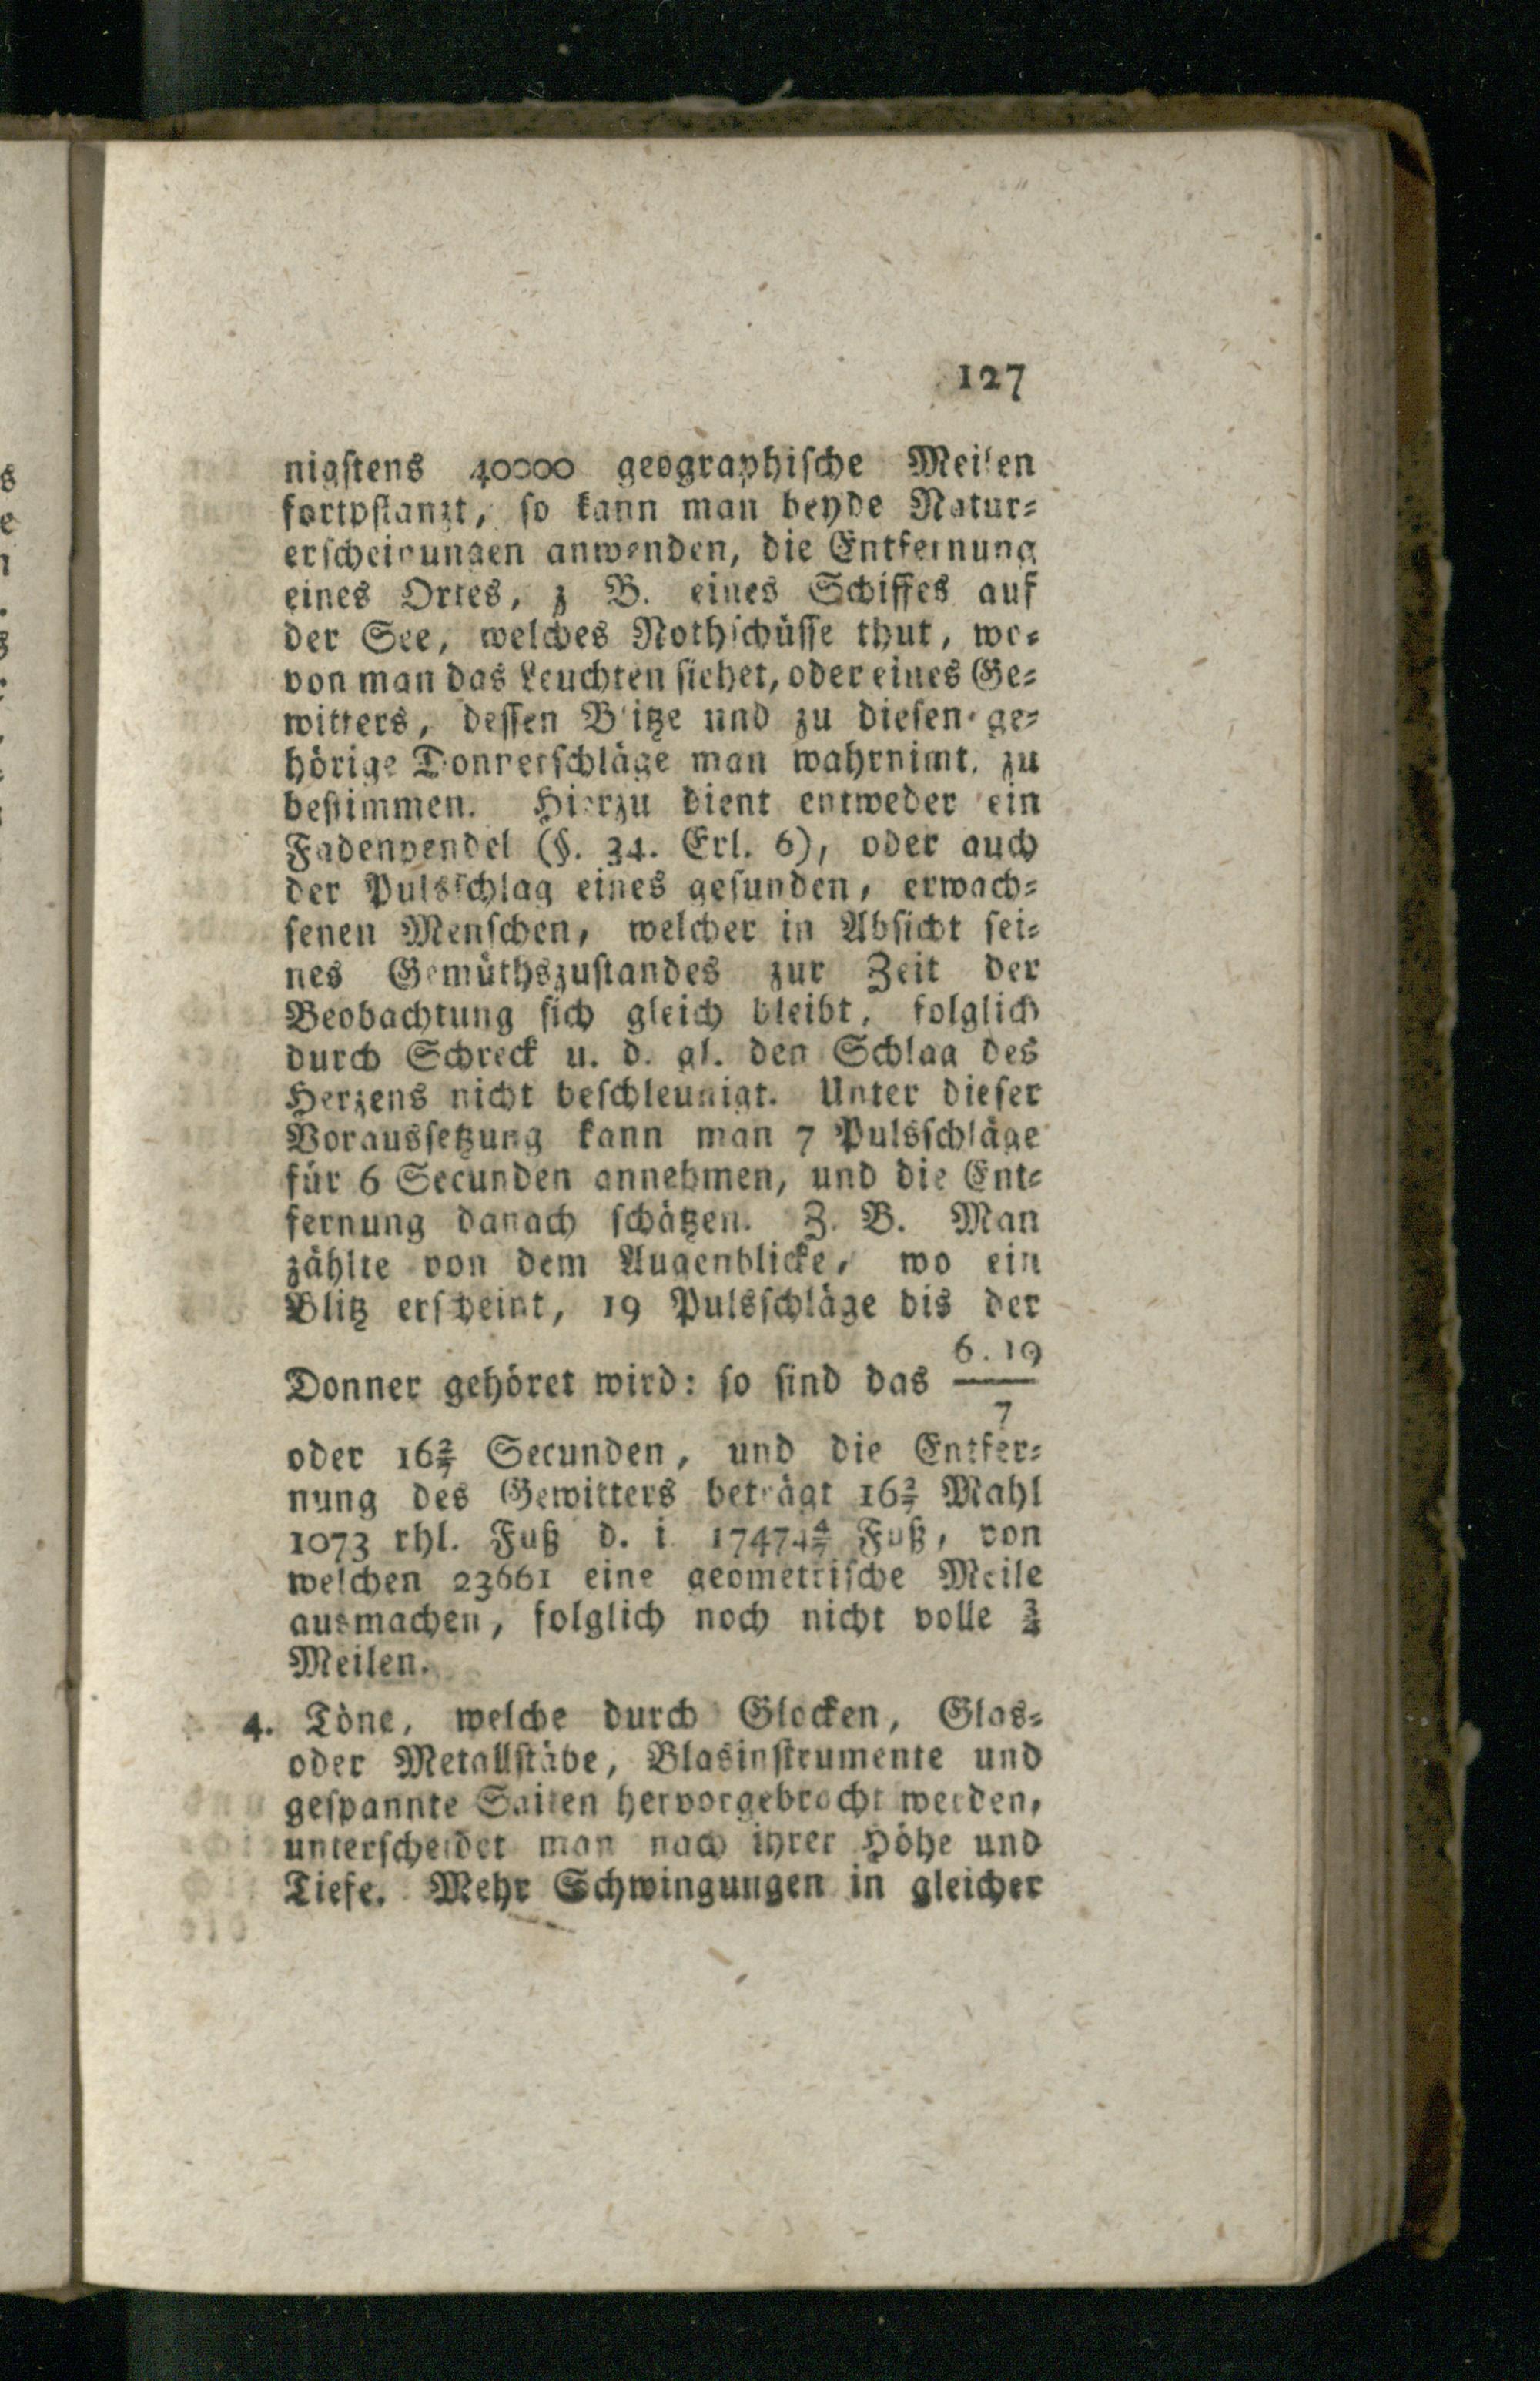 127
nigſtens 40000 geographiſche Meilen
fortpflanzt, ſo kann man beyde Natur-
erſcheinungen anwenden, die Entfernung
eines Ortes, z B. eines Schiffes auf
der See, welches Nothſchüſſe thut, wo-
von man das Leuchten ſiehet, oder eines Ge-
witters, deſſen Blitze und zu dieſen ge-
hörige Donnerſchläge man wahrnimt, zu
beſtimmen. Hierzu dient entweder ein
Fadenpendel (§. 34. Erl. 6), oder auch
der Pulsſchlag eines geſunden, erwach-
ſenen Menſchen, welcher in Abſicht ſei-
nes Gemüthszuſtandes zur Zeit der
Beobachtung ſich gleich bleibt, folglich
durch Schreck u. d. gl. den Schlag des
Herzens nicht beſchleunigt. Unter dieſer
Vorausſetzung kann man 7 Pulsſchläge
für 6 Secunden annehmen, und die Ent-
fernung danach ſchätzen. Z. B. Man
zählte von dem Augenblicke, wo ein
Blitz erſcheint, 19 Pulsſchläge bis der
Donner gehöret wird: ſo ſind das 6.19/7
oder 16 2/7 Secunden, und die Entfer-
nung des Gewitters beträgt 16 2/7 Mahl
1073 rhl. Fuß d. i. 17474 4/7 Fuß, von
welchen 23661 eine geometriſche Meile
ausmachen, folglich noch nicht volle 3/4
Meilen.
4. Töne, welche durch Glocken, Glas-
oder Metallſtäbe, Blasinſtrumente und
geſpannte Saiten hervorgebracht werden,
unterſcheidet man nach ihrer Höhe und
Tiefe. Mehr Schwingungen in gleicher